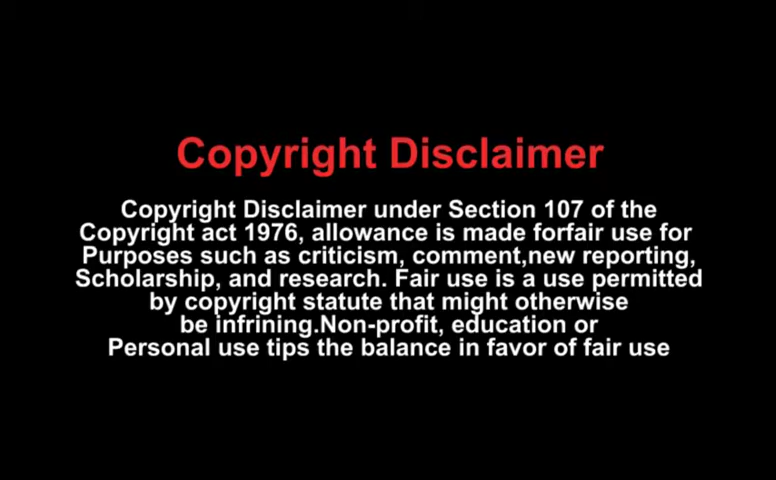 Copyright Disclaimer
Copyright Disclaimer under Section 107 of the
Copyright act 1976, allowance is made forfair use for
Purposes such as criticism, comment,new reporting,
Scholarship, and research. Fair use is a use permitted
by copyright statute that might otherwise
be infrining.Non-profit, education or
Personal use tips the balance in favor of fair use